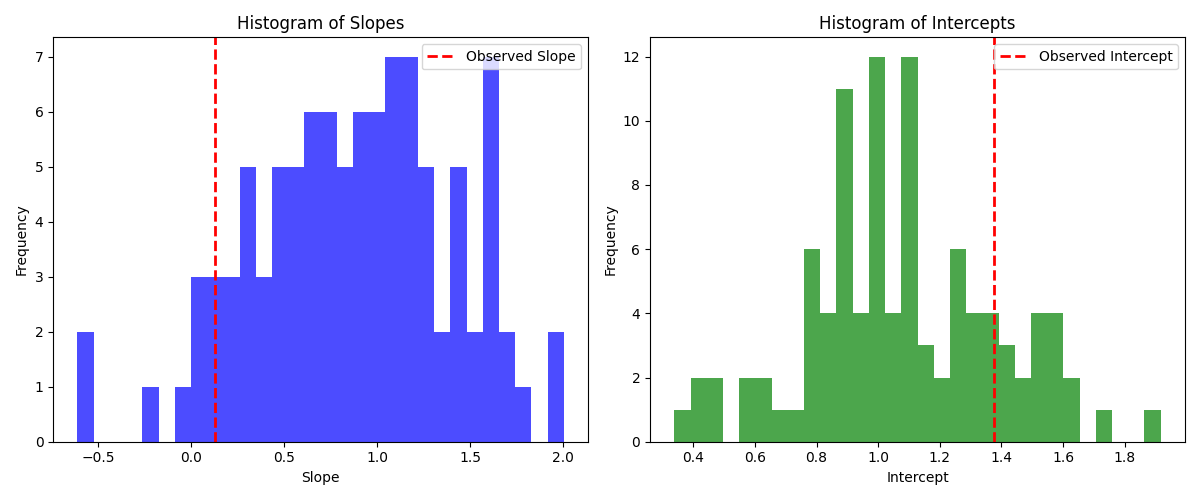 Histogram of Slopes
Observed Slope
Frequency
7
6
5
4
3
2
1
0
−0.5 0.0 0.5 1.0 1.5 2.0
Slope
Histogram of Intercepts
Observed Intercept
Frequency
12
10
8
6
4
2
0
0.4 0.6 0.8 1.0 1.2 1.4 1.6 1.8
Intercept